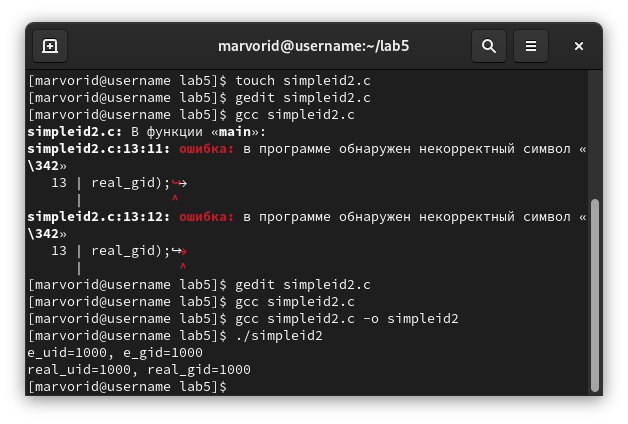 marvorid@username:~/lab5
[marvorid@username lab5]$ touch simpleid2.c
[marvorid@username lab5]$ gedit simpleid2.c
[marvorid@username lab5]$ gcc simpleid2.c
simpleid2.c: В функции «main»:
simpleid2.c:13:11: ошибка: в программе обнаружен некорректный символ «
\342»
   13 | real_gid);↪→
      |           ^
simpleid2.c:13:12: ошибка: в программе обнаружен некорректный символ «
\342»
   13 | real_gid);↪→
      |            ^
[marvorid@username lab5]$ gedit simpleid2.c
[marvorid@username lab5]$ gcc simpleid2.c
[marvorid@username lab5]$ gcc simpleid2.c -o simpleid2
[marvorid@username lab5]$ ./simpleid2
e_uid=1000, e_gid=1000
real_uid=1000, real_gid=1000
[marvorid@username lab5]$